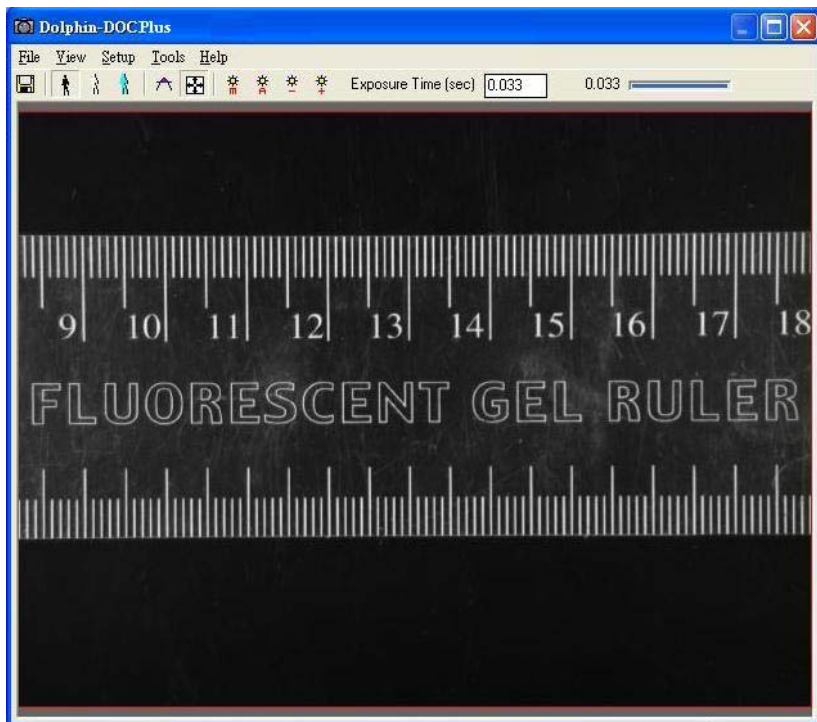 Dolphin-DOCPlus
File View Setup Tools Help
m A - + Exposure Time (sec) 0.033 0.033
9 10 11 12 13 14 15 16 17 18
FLUORESCENT GEL RULER